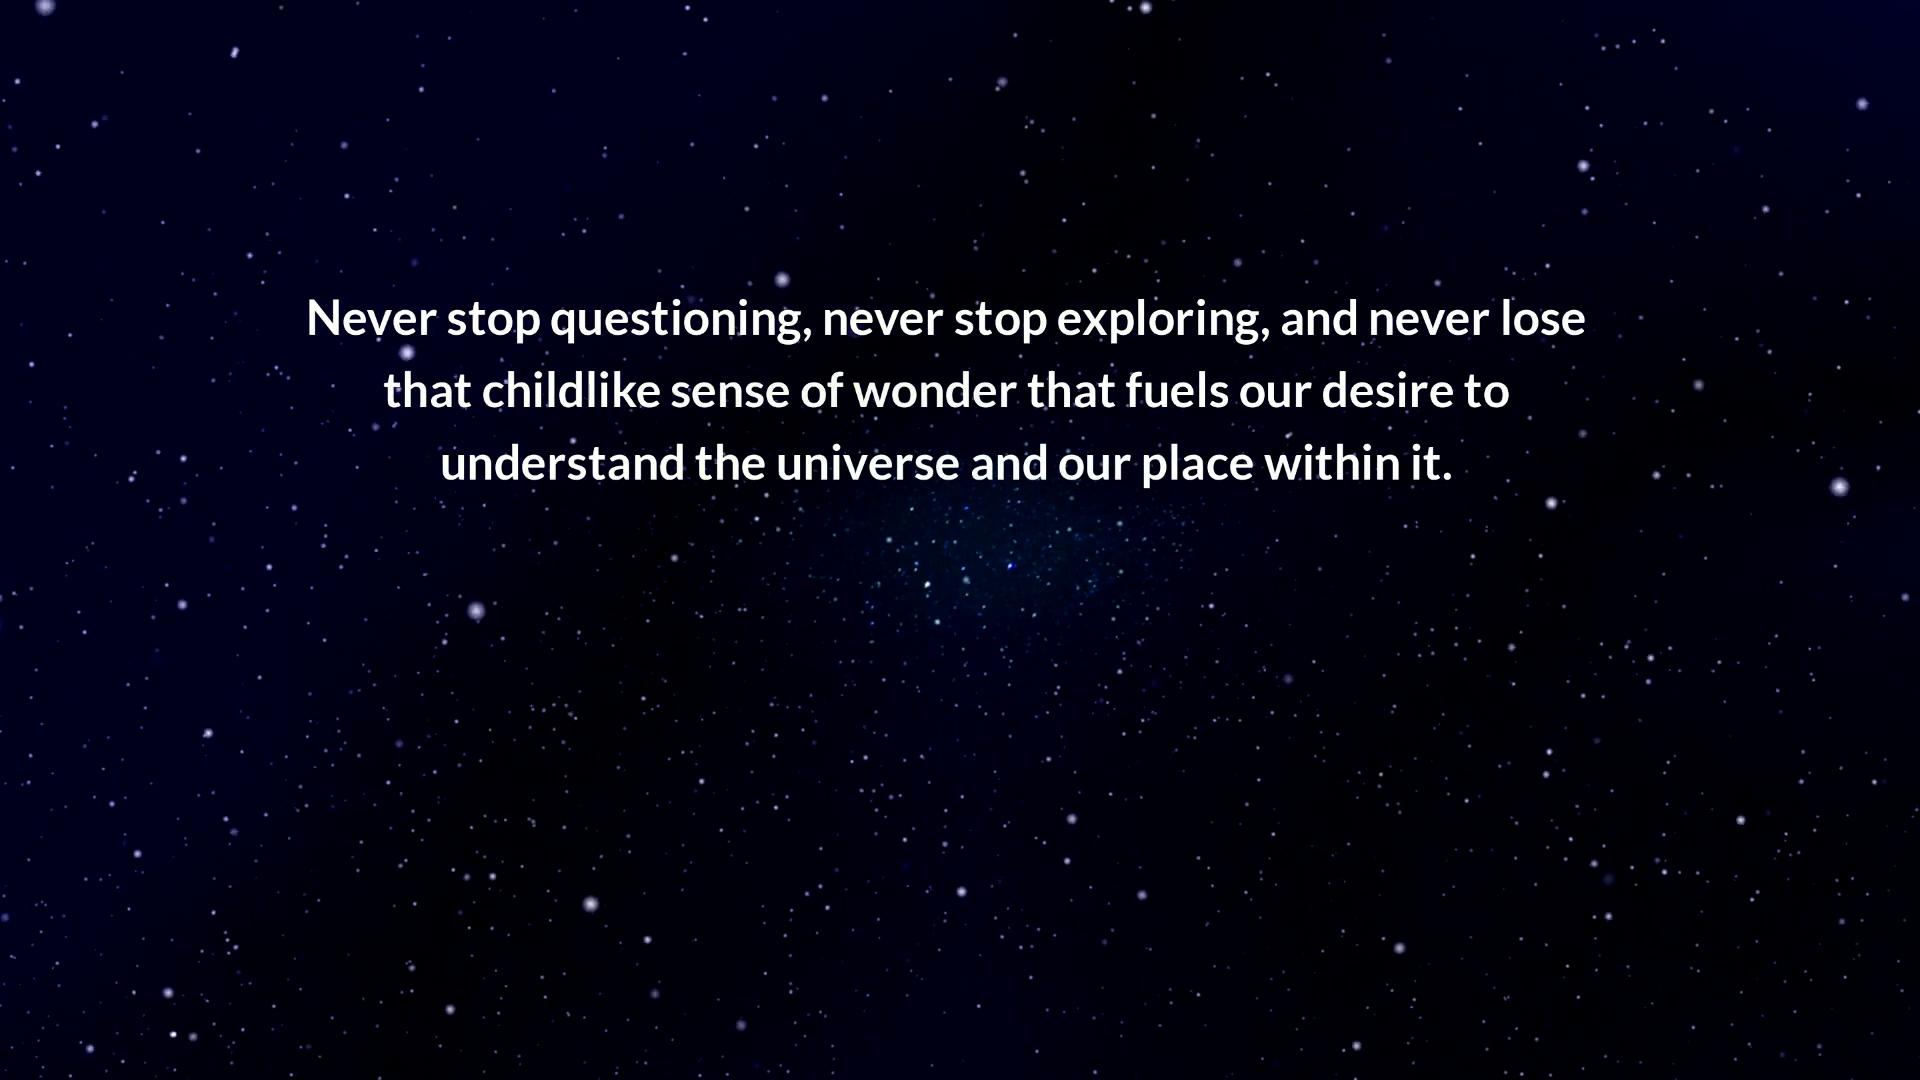 Never stop questioning, never stop exploring, and never lose
that childlike sense of wonder that fuels our desire to
understand the universe and our place within it.